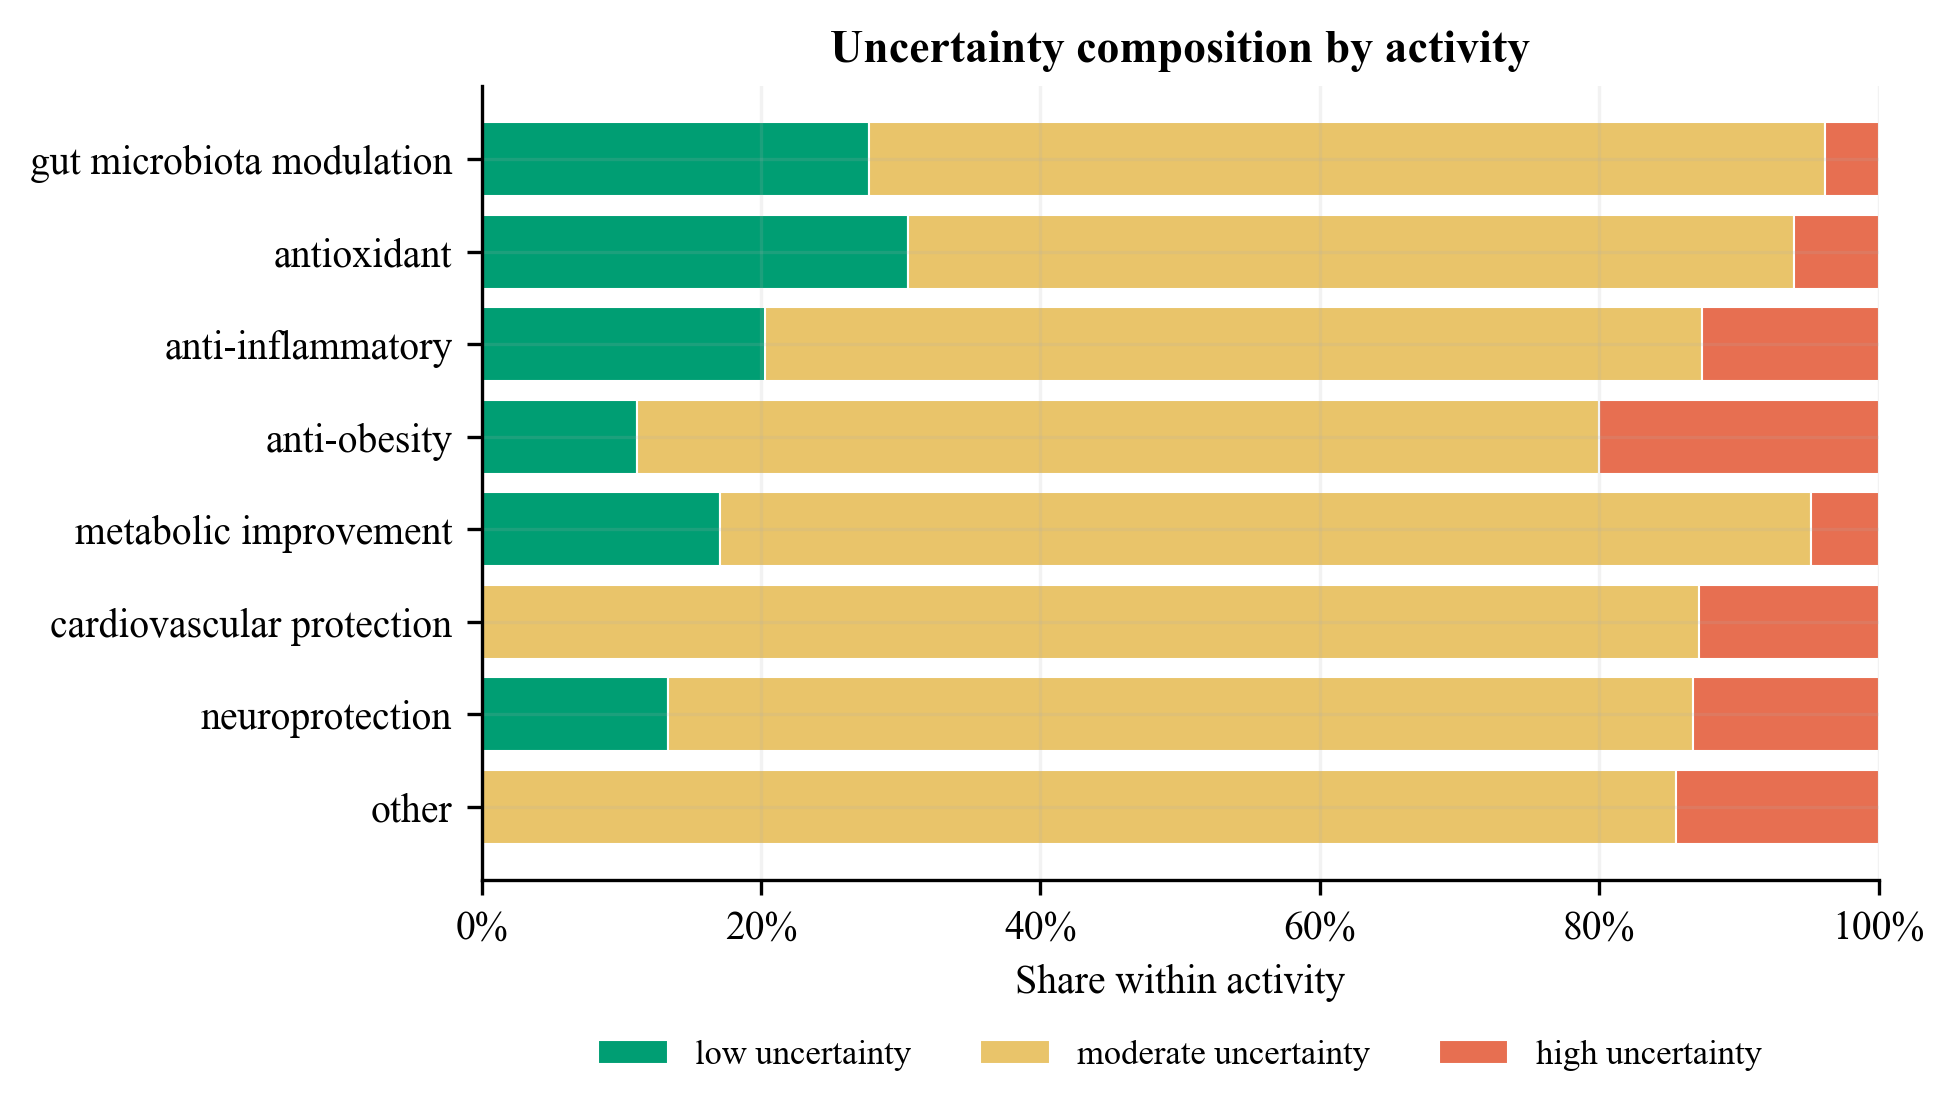 Uncertainty composition by activity
gut microbiota modulation
antioxidant
anti-inflammatory
anti-obesity
metabolic improvement
cardiovascular protection
neuroprotection
other
0% 20% 40% 60% 80% 100%
Share within activity
low uncertainty moderate uncertainty high uncertainty